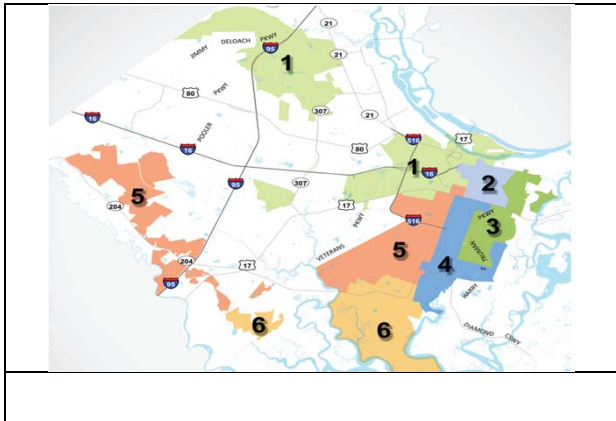 21
PKWY
DELOACH
JIMMY
95
1
80
PKWY
21
307
16
516
17
POOLER
80
16
1
16
5
95
307
2
204
17
PKWY
516
PKWY
3
VETERANS
5
TRUMAN
204
17
4
95
HARRY
S
6
6
DIAMOND
CSWY